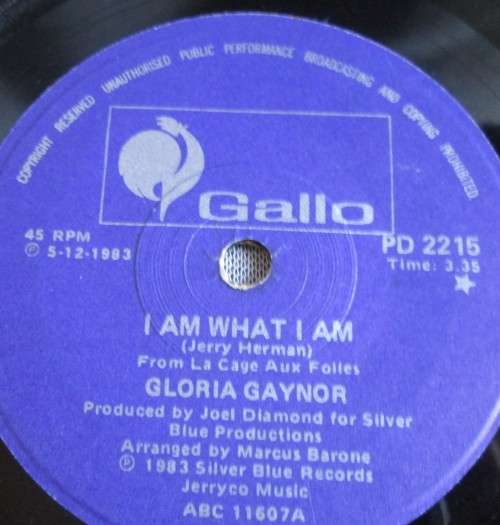 COPYRIGHT RESERVED UNAUTHORISED PUBLIC PERFORMANCE BROADCASTING AND COPYING PROHIBITED
Gallo
45 RPM
Ⓟ 5-12-1983
PD 2215
Time: 3.35
I AM WHAT I AM
(Jerry Herman)
From La Cage Aux Folles
GLORIA GAYNOR
Produced by Joel Diamond for Silver
Blue Productions
Arranged by Marcus Barone
Ⓟ 1983 Silver Blue Records
Jerryco Music
ABC 11607A